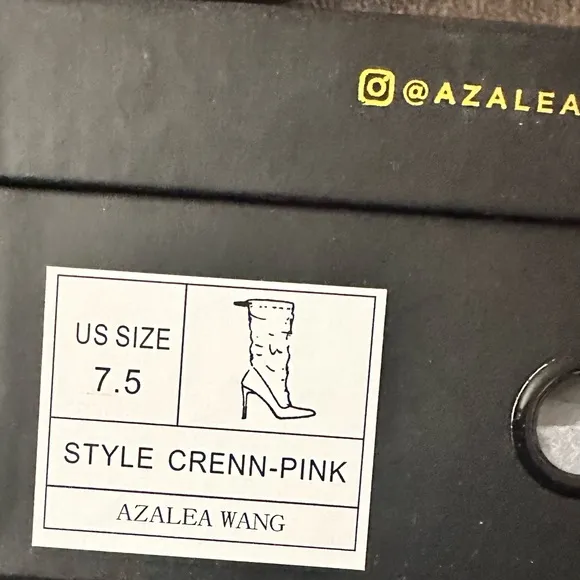 @AZALEA
US SIZE
7.5
STYLE CRENN-PINK
AZALEA WANG